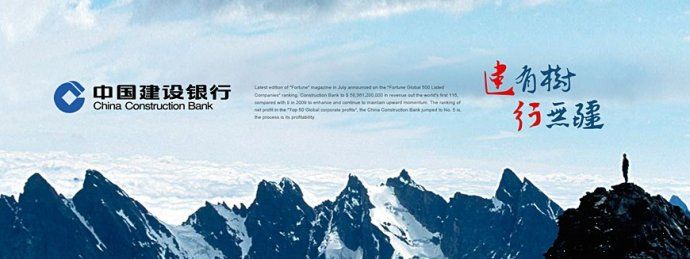 中国建设银行
China Construction Bank
Latest edition of "Fortune" magazine in July announced on the "Fortune Global 500 Listed
Companies" ranking, Construction Bank to $ 58,361,200,000 in revenue out the world's first 116,
compared with it in 2009 to enhance and continue to maintain upward momentum. The ranking of
net profit in the "Top 50 Global corporate profits", the China Construction Bank jumped to No. 5 is,
the process is its profitability.
建有樹
行無疆